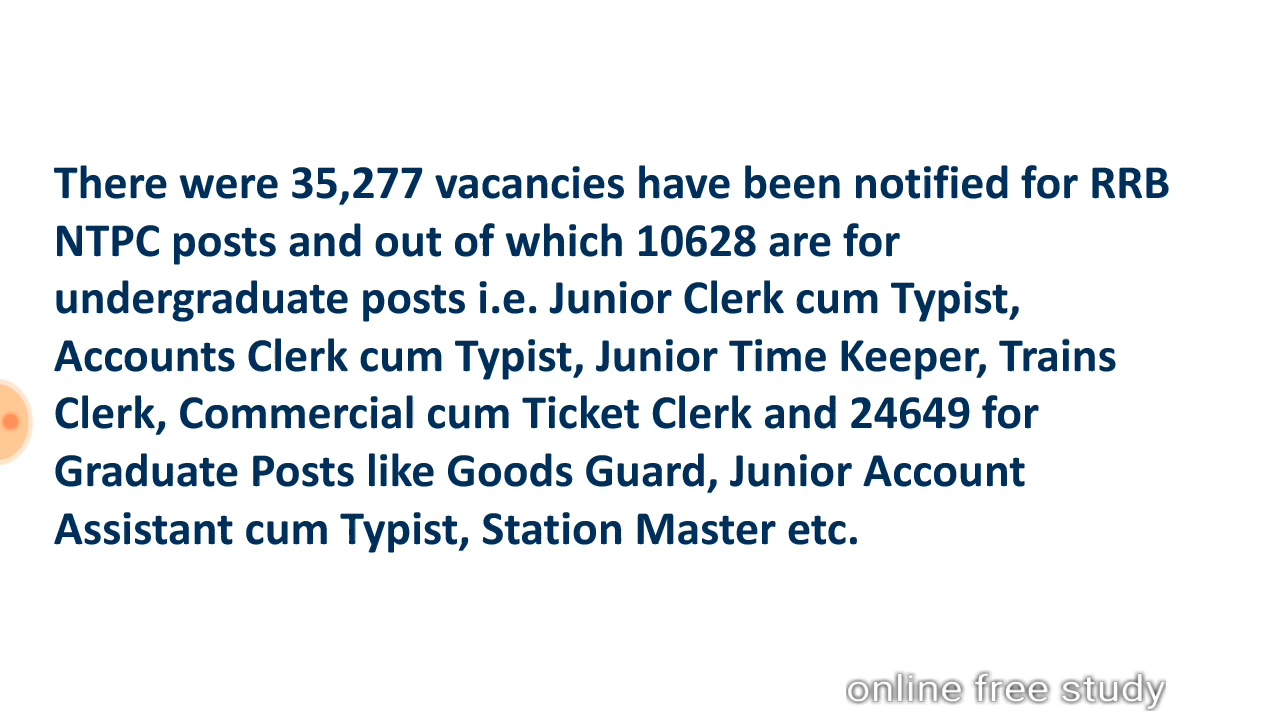 There were 35,277 vacancies have been notified for RRB
NTPC posts and out of which 10628 are for
undergraduate posts i.e. Junior Clerk cum Typist,
Accounts Clerk cum Typist, Junior Time Keeper, Trains
Clerk, Commercial cum Ticket Clerk and 24649 for
Graduate Posts like Goods Guard, Junior Account
Assistant cum Typist, Station Master etc.
online free study